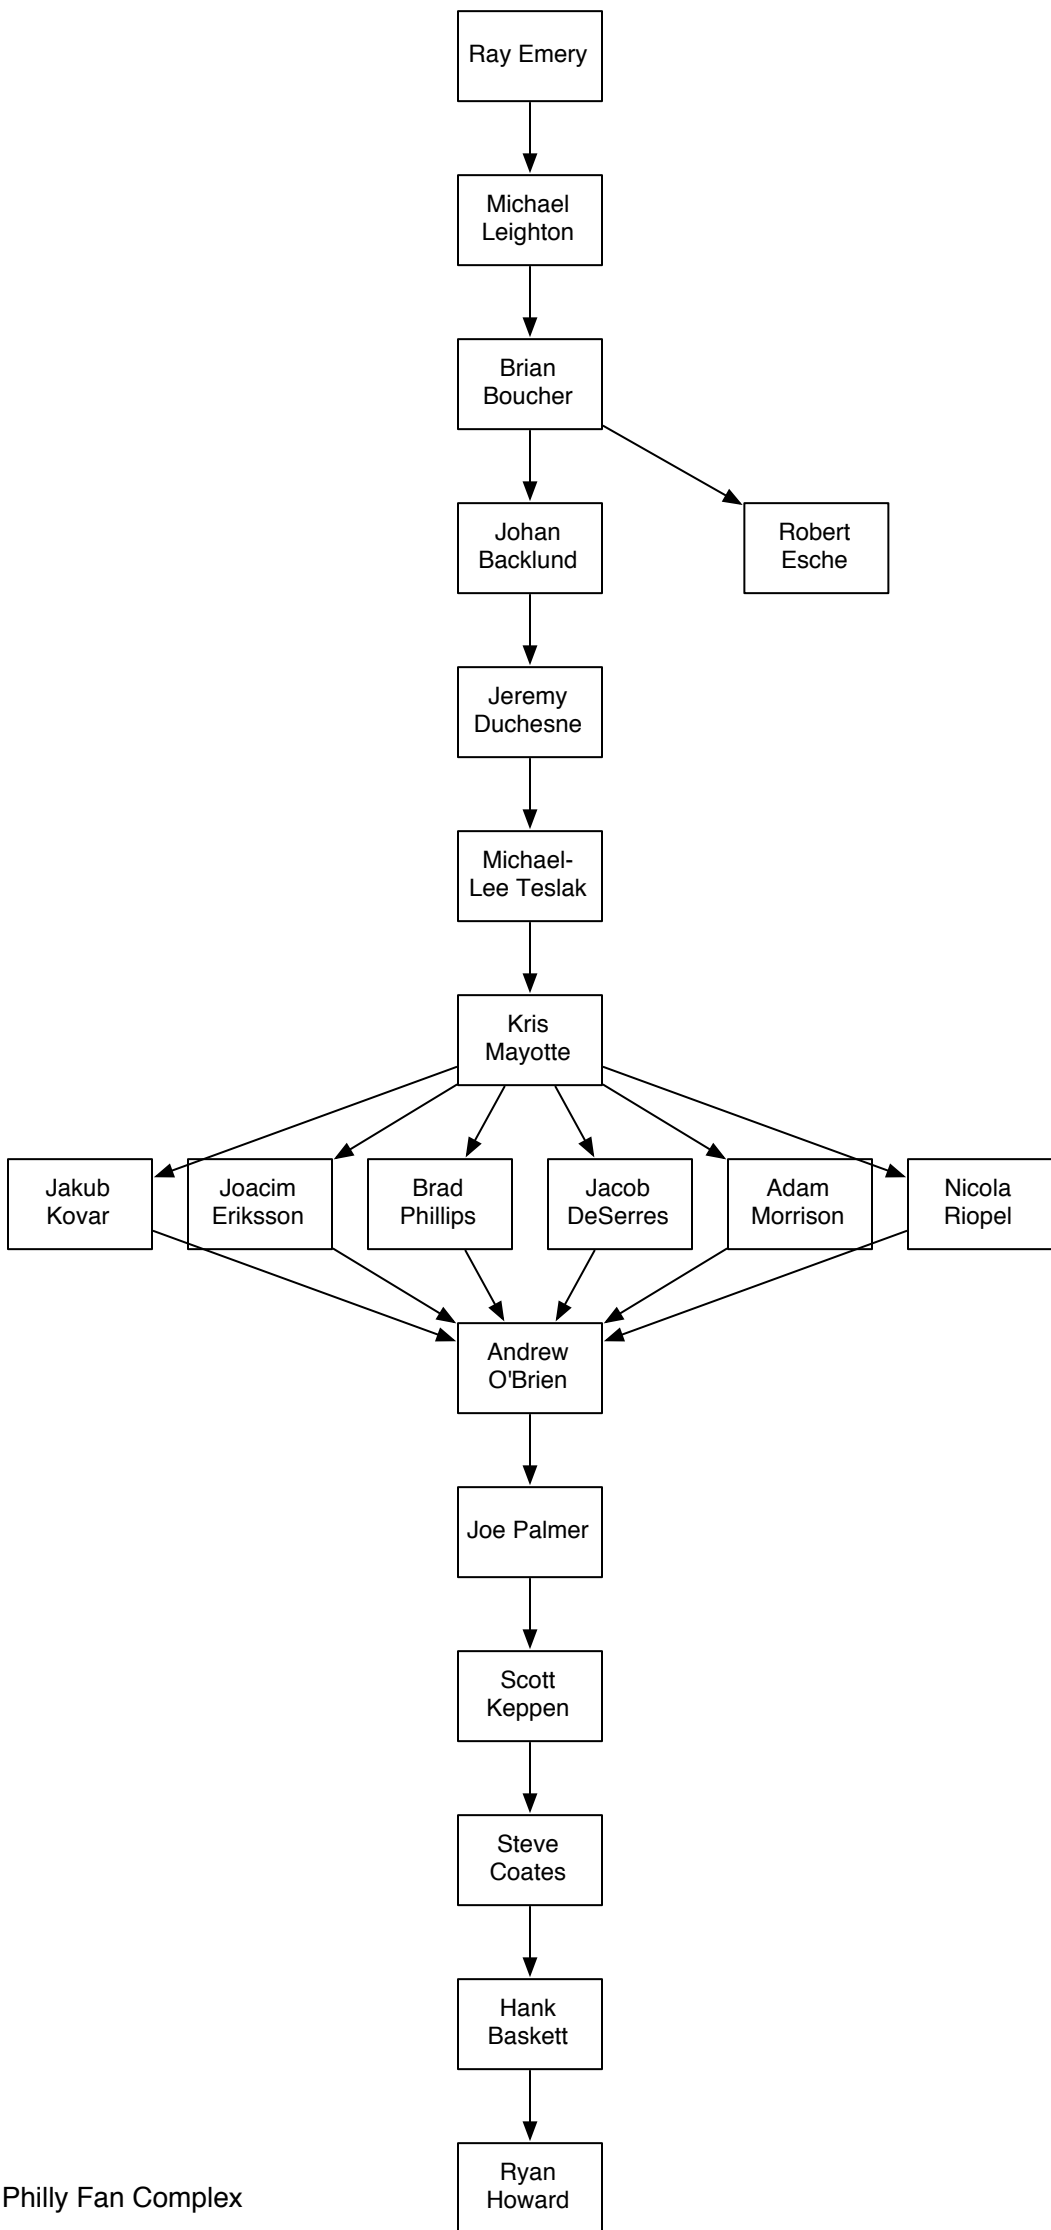 Ray Emery
Michael
Leighton
Brian
Boucher
Johan
Backlund
Robert
Esche
Jeremy
Duchesne
Michael-
Lee Teslak
Kris
Mayotte
Jakub
Kovar
Joacim
Eriksson
Brad
Phillips
Jacob
DeSerres
Adam
Morrison
Nicola
Riopel
Andrew
O'Brien
Joe Palmer
Scott
Keppen
Steve
Coates
Hank
Baskett
Ryan
Howard
Philly Fan Complex